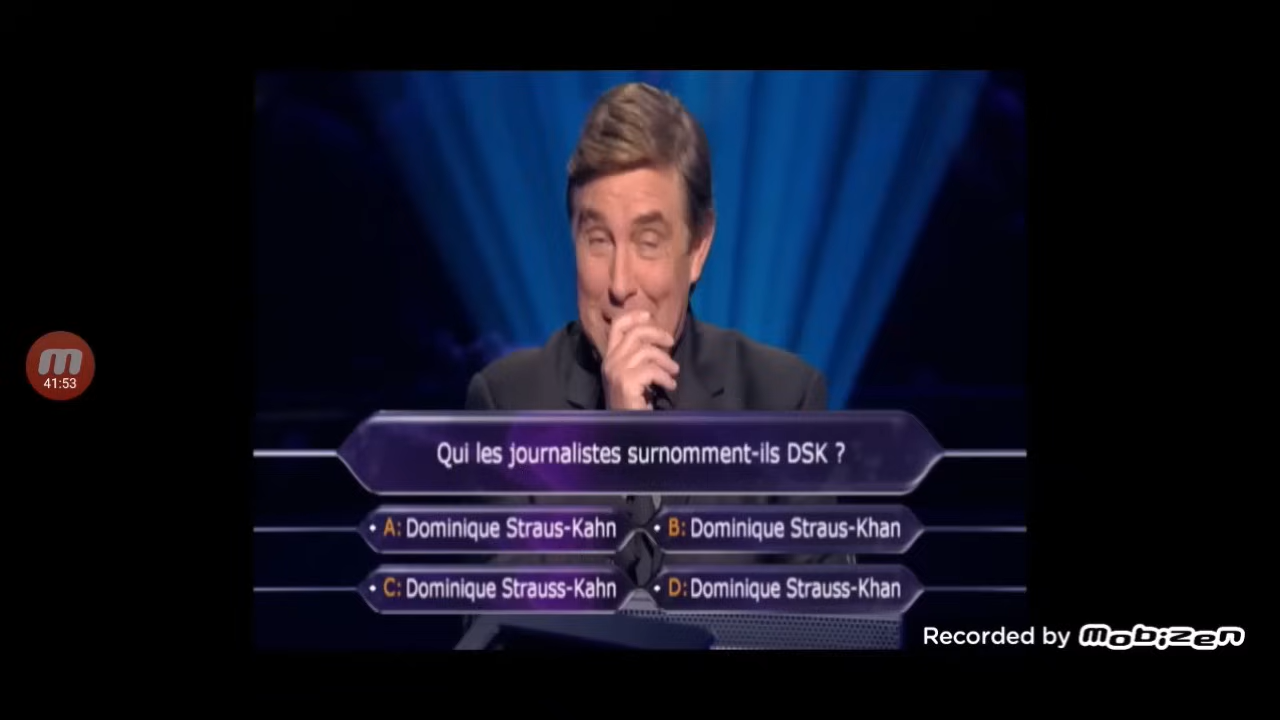 41:53
Qui les journalistes surnomment-ils DSK ?
A: Dominique Straus-Kahn
B: Dominique Straus-Khan
C: Dominique Strauss-Kahn
D: Dominique Strauss-Khan
Recorded by Mobizen